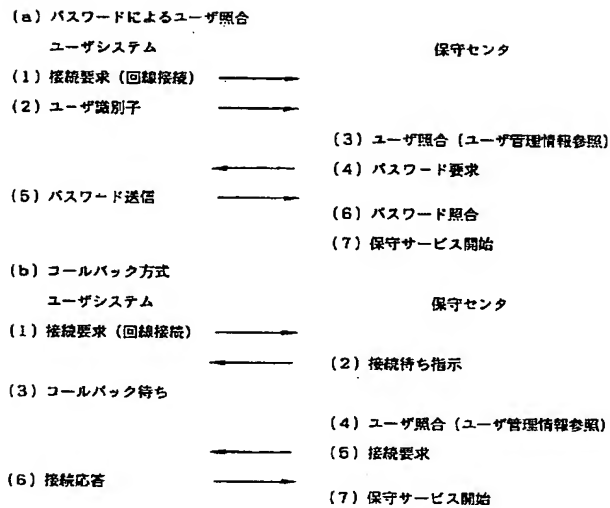 (a) パスワードによるユーザ照合
ユーザシステム 保守センタ
(1) 接続要求 (回線接続)
(2) ユーザ識別子
(3) ユーザ照合 (ユーザ管理情報参照)
(4) パスワード要求
(5) パスワード送信
(6) パスワード照合
(7) 保守サービス開始
(b) コールバック方式
ユーザシステム 保守センタ
(1) 接続要求 (回線接続)
(2) 接続待ち指示
(3) コールバック待ち
(4) ユーザ照合 (ユーザ管理情報参照)
(5) 接続要求
(6) 接続応答
(7) 保守サービス開始